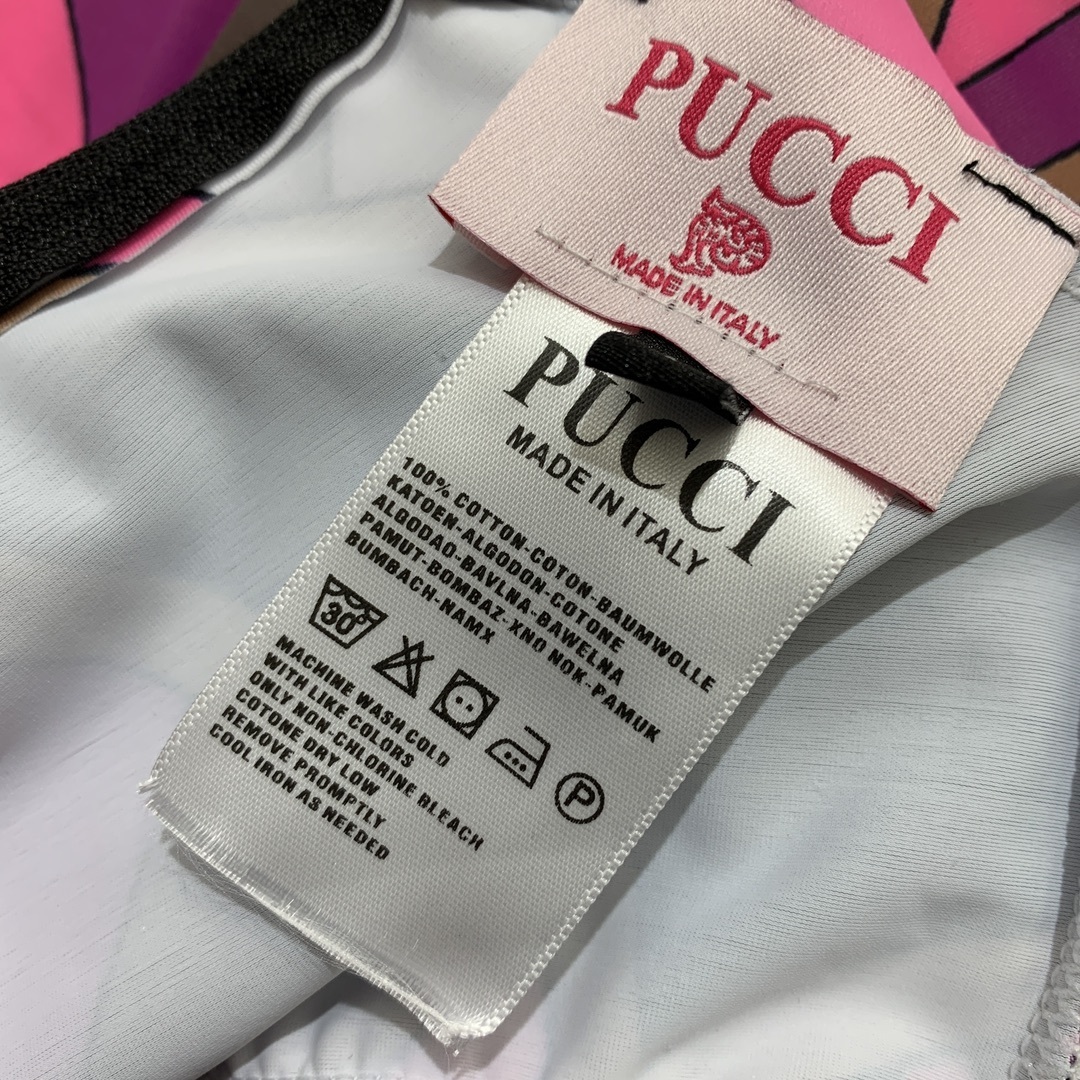 PUCCI
MADE IN ITALY
PUCCI
MADE IN ITALY
100% COTTON-COTON-BAUMWOLLE
KATOEN-ALGODON-COTONE
ALGODAO-BAVLNA-BAWELNA
PAMUT-BOMBAZ-XNO NOK-PAMUK
BUMBACH-NAMX
30°
P
MACHINE WASH COLD
WITH LIKE COLORS
ONLY NON-CHLORINE BLEACH
COTONE DRY LOW
REMOVE PROMPTLY
COOL IRON AS NEEDED